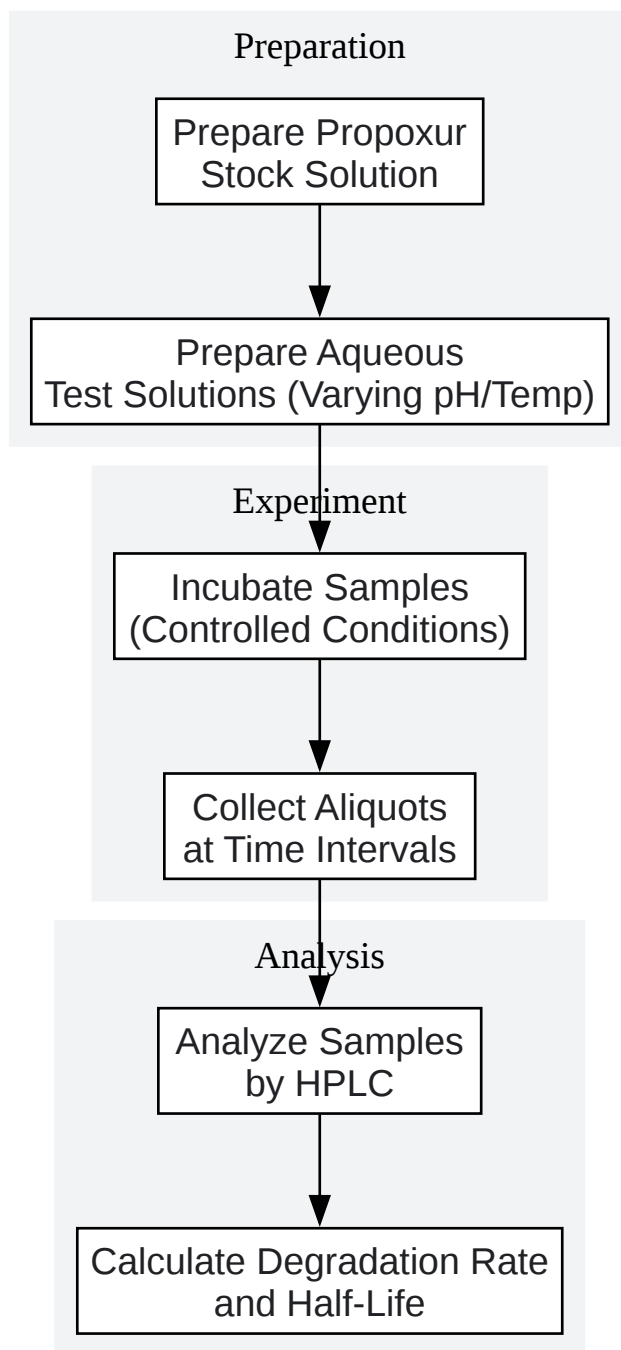 Preparation
Prepare Propoxur
Stock Solution
Prepare Aqueous
Test Solutions (Varying pH/Temp)
Experiment
Incubate Samples
(Controlled Conditions)
Collect Aliquots
at Time Intervals
Analysis
Analyze Samples
by HPLC
Calculate Degradation Rate
and Half-Life